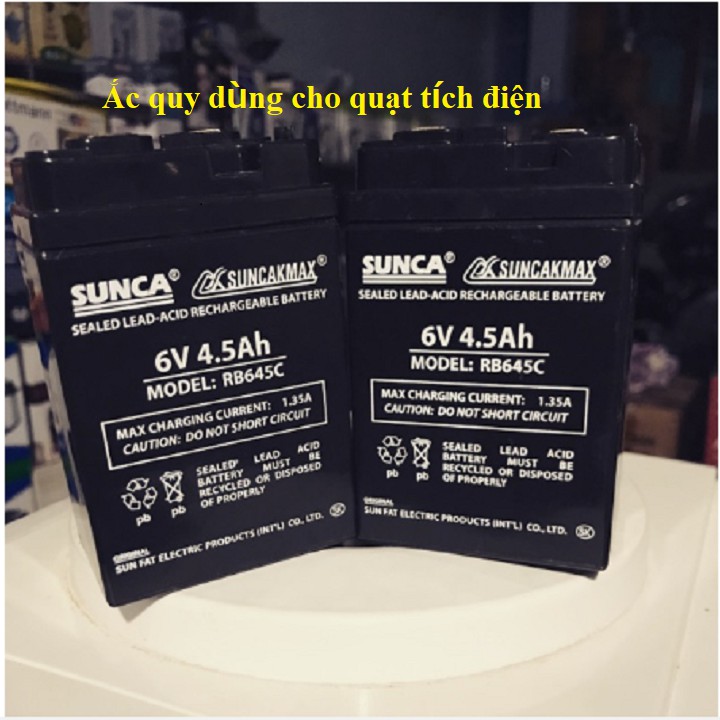 Ắc quy dùng cho quạt tích điện
SUNCA® SUNCAKMAX®
SEALED LEAD-ACID RECHARGEABLE BATTERY
6V 4.5Ah
MODEL: RB645C
MAX CHARGING CURRENT: 1.35A
CAUTION: DO NOT SHORT CIRCUIT
SEALED LEAD ACID
BATTERY MUST BE
RECYCLED OR DISPOSED
OF PROPERLY
pb pb
ORIGINAL
SUN FAT ELECTRIC PRODUCTS (INT'L) CO., LTD. SK
SUNCA® SUNCAKMAX®
SEALED LEAD-ACID RECHARGEABLE BATTERY
6V 4.5Ah
MODEL: RB645C
MAX CHARGING CURRENT: 1.35A
CAUTION: DO NOT SHORT CIRCUIT
SEALED LEAD ACID
BATTERY MUST BE
RECYCLED OR DISPOSED
OF PROPERLY
pb pb
ORIGINAL
SUN FAT ELECTRIC PRODUCTS (INT'L) CO., LTD. SK